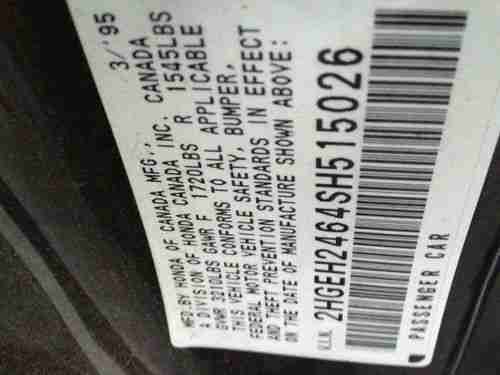 MFD. BY HONDA OF CANADA MFG., 3/'95
A DIVISION OF HONDA CANADA INC. CANADA
GVWR 3210LBS GAWR F 1720LBS R 1545LBS
THIS VEHICLE CONFORMS TO ALL APPLICABLE
FEDERAL MOTOR VEHICLE SAFETY, BUMPER,
AND THEFT PREVENTION STANDARDS IN EFFECT
ON THE DATE OF MANUFACTURE SHOWN ABOVE:
V.I.N. 2HGEH2464SH515026
PASSENGER CAR